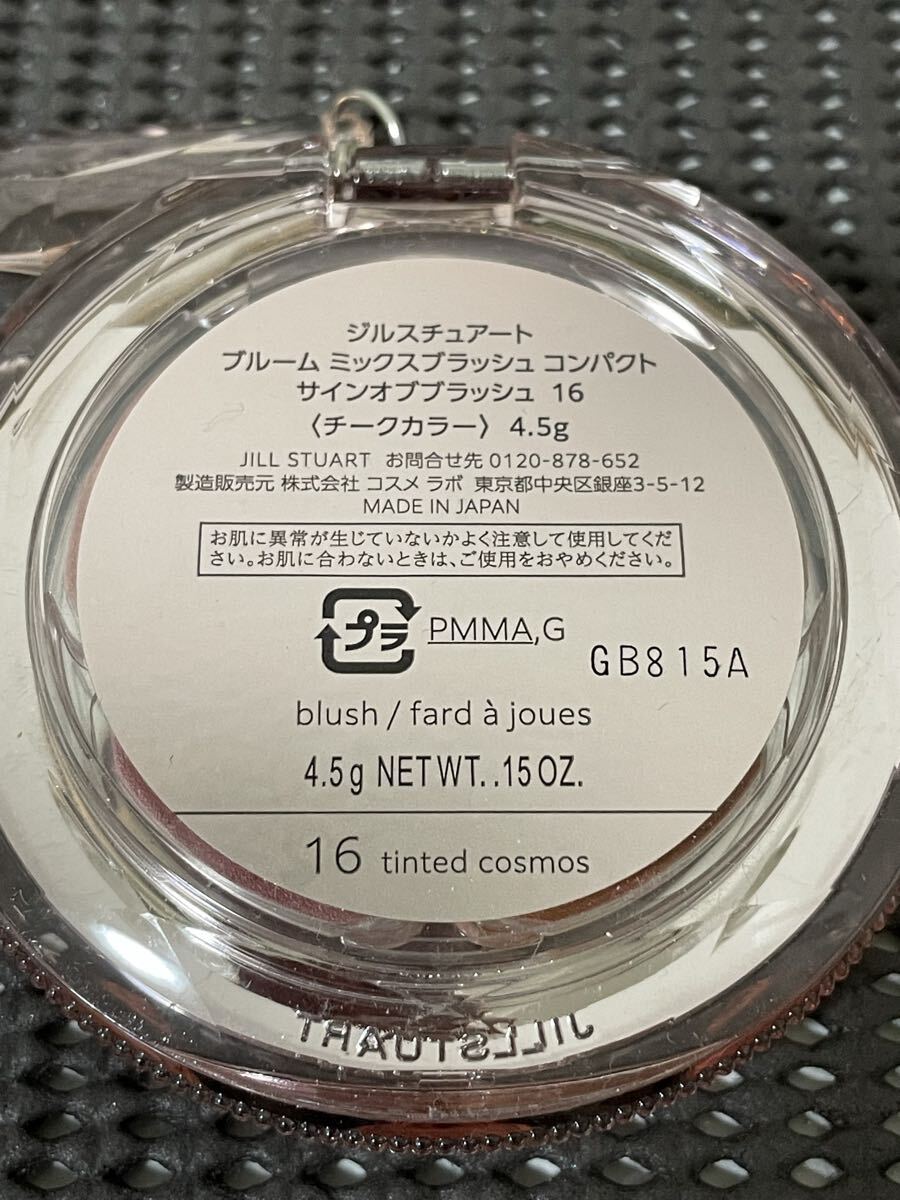 ジルスチュアート
ブルーム ミックスブラッシュ コンパクト
サインオブブラッシュ 16
〈チークカラー〉 4.5g
JILL STUART お問合せ先 0120-878-652
製造販売元 株式会社 コスメ ラボ 東京都中央区銀座3-5-12
MADE IN JAPAN
お肌に異常が生じていないかよく注意して使用してくだ
さい。お肌に合わないときは、ご使用をおやめください。
プラ PMMA,G
GB815A
blush / fard à joues
4.5g NET WT. .15 OZ.
16 tinted cosmos
JILLSTUART